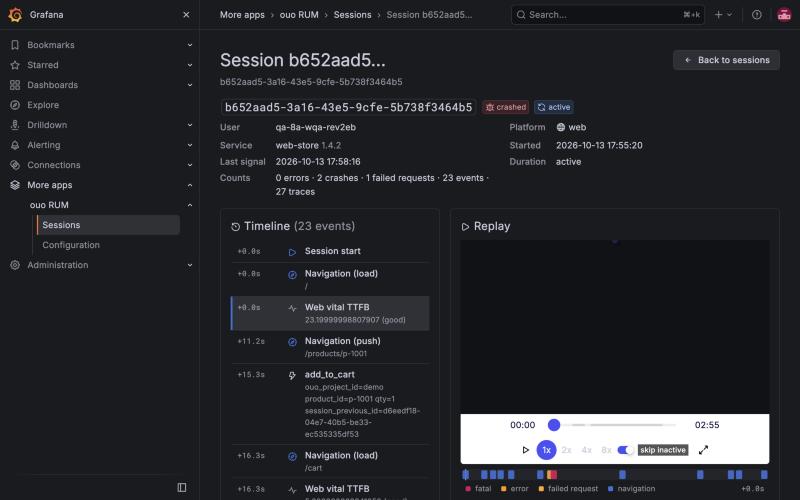 Grafana
More apps › ouo RUM › Sessions › Session b652aad5...
Search... ⌘+k
Bookmarks
Starred
Dashboards
Explore
Drilldown
Alerting
Connections
More apps
ouo RUM
Sessions
Configuration
Administration
Session b652aad5...
Back to sessions
b652aad5-3a16-43e5-9cfe-5b738f3464b5
b652aad5-3a16-43e5-9cfe-5b738f3464b5 crashed active
User qa-8a-wqa-rev2eb
Platform web
Service web-store 1.4.2
Started 2026-10-13 17:55:20
Last signal 2026-10-13 17:58:16
Duration active
Counts 0 errors · 2 crashes · 1 failed requests · 23 events ·
27 traces
Timeline (23 events)
+0.0s Session start
+0.0s Navigation (load)
/
+0.0s Web vital TTFB
23.19999998807907 (good)
+11.2s Navigation (push)
/products/p-1001
+15.3s add_to_cart
ouo_project_id=demo
product_id=p-1001 qty=1
session_previous_id=d6eedf18-
04e7-40b5-be33-
ec535335df53
+16.3s Navigation (load)
/cart
+16.3s Web vital TTFB
Replay
00:00 02:55
1x 2x 4x 8x skip inactive
fatal error failed request navigation +0.0s